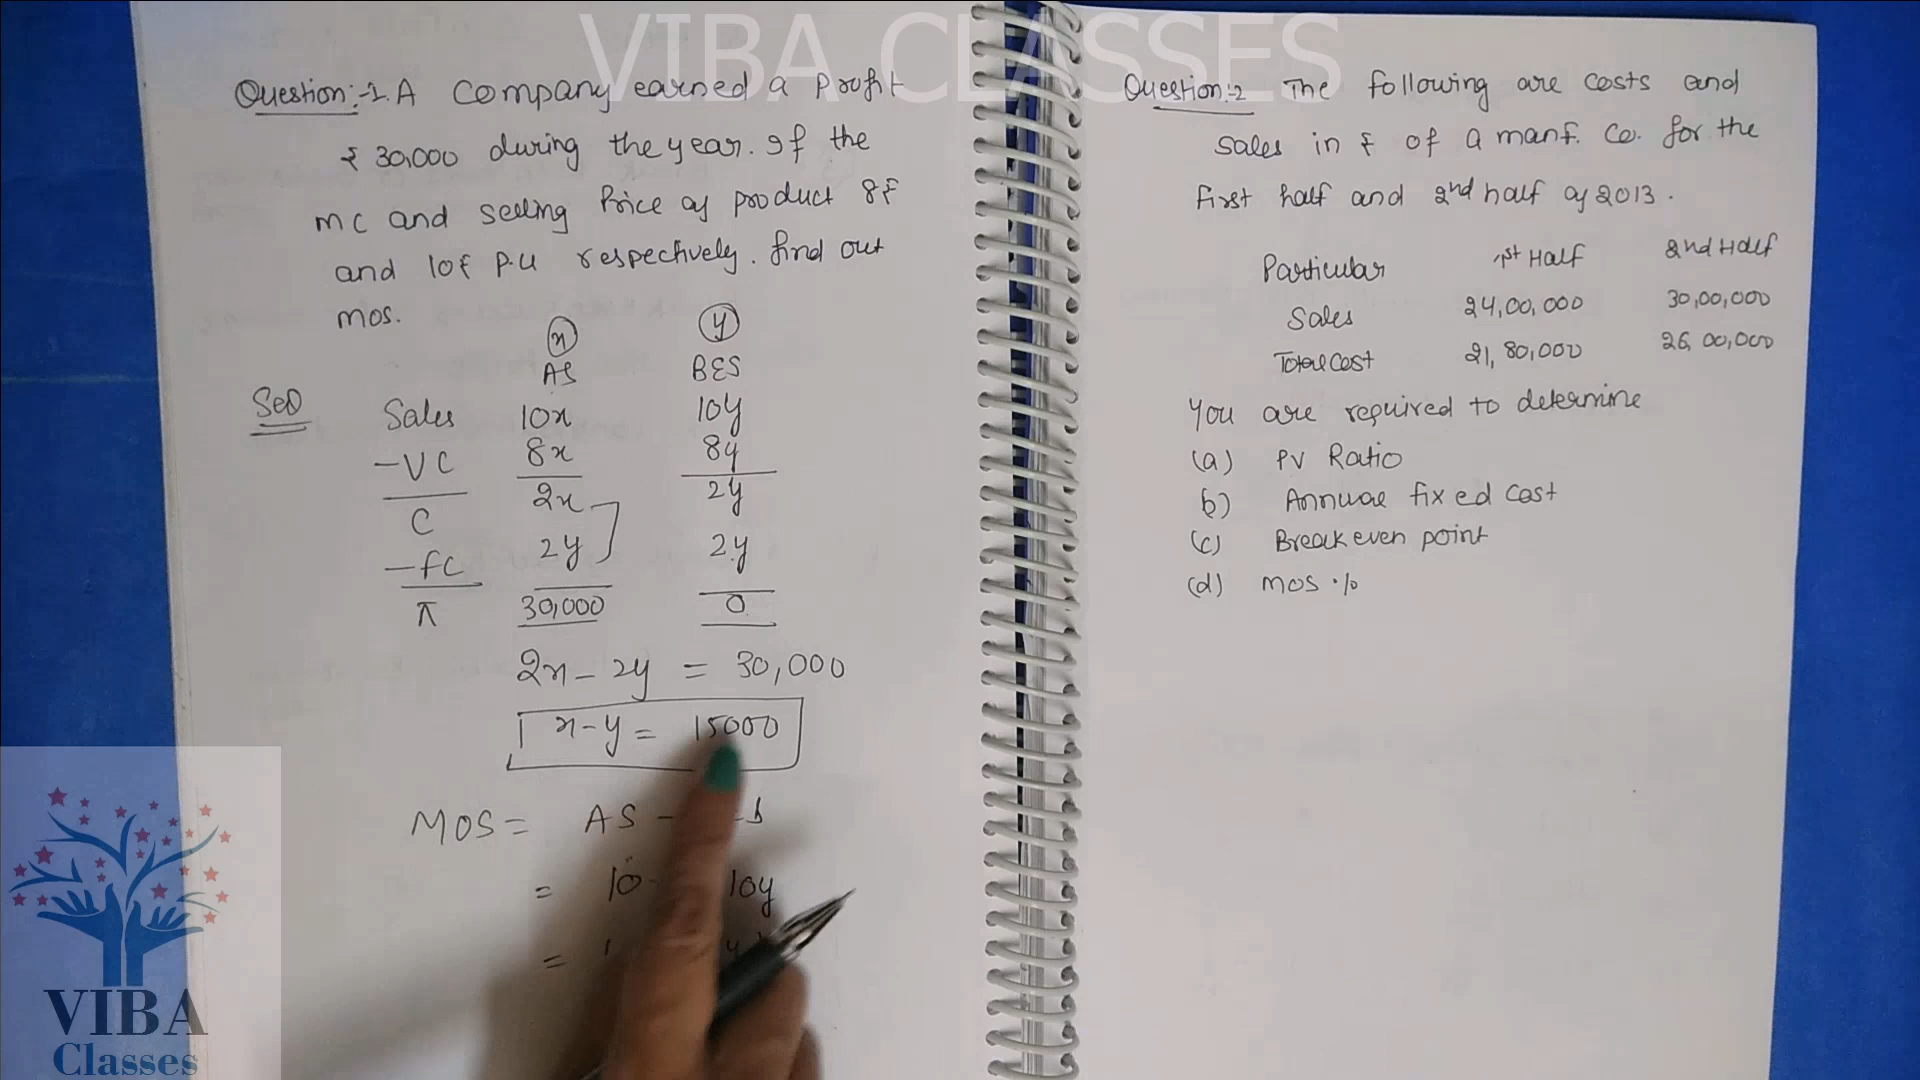 VIBA CLASSES
Question:-1. A Company earned a Profit
₹ 30,000 during the year. If the
MC and selling Price of product 8₹
and 10₹ P.U respectively. find out
MOS.
x y
AS BES
Sol
Sales 10x 10y
-VC 8x 8y
C 2x 2y
-FC 2y 2y
π 30,000 0
2x - 2y = 30,000
x - y = 15000
MOS = AS -
= 10 10y
=
Question:-2 The following are costs and
Sales in ₹ of a manf. Co. for the
First half and 2nd half of 2013.
Particular 1st Half 2nd Half
Sales 24,00,000 30,00,000
Total Cost 21,80,000 26,00,000
You are required to determine
(a) PV Ratio
b) Annual fixed Cost
(c) Break even point
(d) MOS %
VIBA
Classes